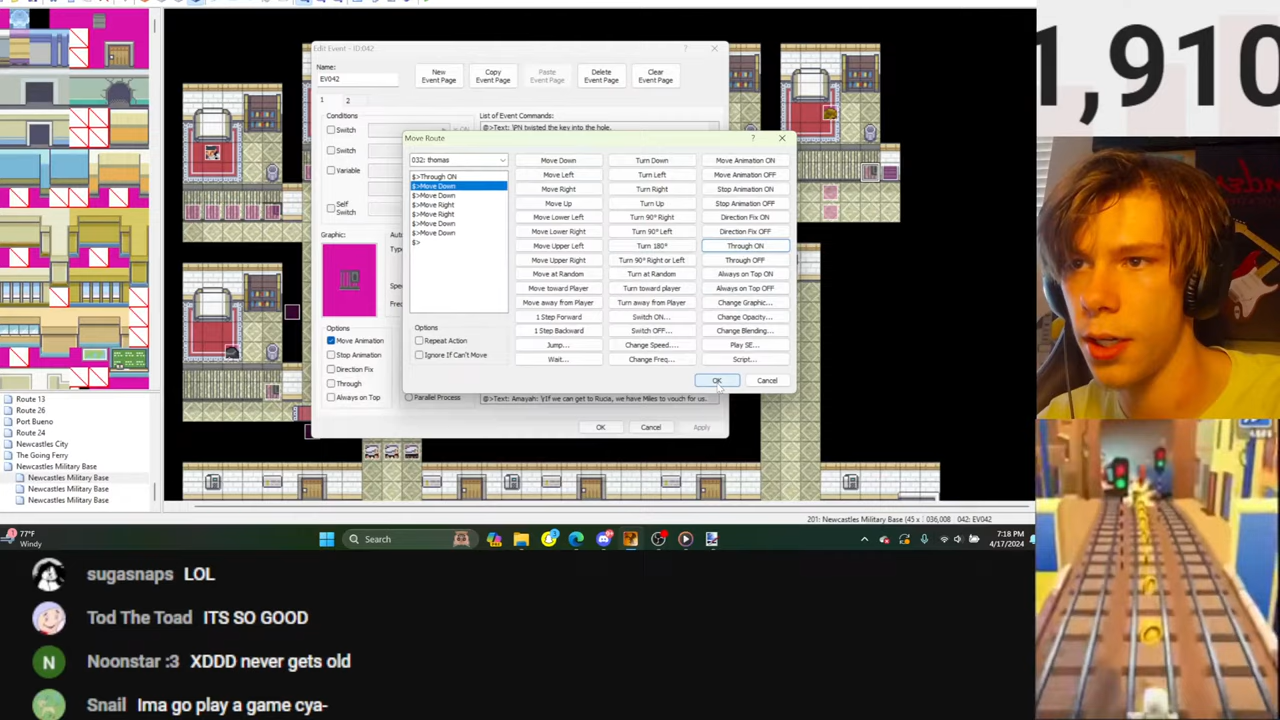 1,910
Edit Event - ID:042
Name:
EV042
New Event Page
Copy Event Page
Paste Event Page
Delete Event Page
Clear Event Page
1
2
Conditions
Switch
Switch
Variable
Self Switch
is ON
List of Event Commands:
@>Text: \PN twisted the key into the hole.
Graphic:
Options
Move Animation
Stop Animation
Direction Fix
Through
Always on Top
Parallel Process
@>Text: Amayah: \rIf we can get to Rucia, we have Miles to vouch for us.
OK
Cancel
Apply
Move Route
032: thomas
$>Through ON
$>Move Down
$>Move Down
$>Move Right
$>Move Right
$>Move Down
$>Move Down
$>
Options
Repeat Action
Ignore If Can't Move
Move Down
Move Left
Move Right
Move Up
Move Lower Left
Move Lower Right
Move Upper Left
Move Upper Right
Move at Random
Move toward Player
Move away from Player
1 Step Forward
1 Step Backward
Jump...
Wait...
Turn Down
Turn Left
Turn Right
Turn Up
Turn 90° Right
Turn 90° Left
Turn 180°
Turn 90° Right or Left
Turn at Random
Turn toward player
Turn away from Player
Switch ON...
Switch OFF...
Change Speed...
Change Freq...
Move Animation ON
Move Animation OFF
Stop Animation ON
Stop Animation OFF
Direction Fix ON
Direction Fix OFF
Through ON
Through OFF
Always on Top ON
Always on Top OFF
Change Graphic...
Change Opacity...
Change Blending...
Play SE...
Script...
OK
Cancel
Route 13
Route 26
Port Bueno
Route 24
Newcastles City
The Going Ferry
Newcastles Military Base
Newcastles Military Base
Newcastles Military Base
Newcastles Military Base
201: Newcastles Military Base (45 x
036,008
042: EV042
77°F
Windy
Search
7:18 PM
4/17/2024
sugasnaps LOL
Tod The Toad ITS SO GOOD
N Noonstar :3 XDDD never gets old
Snail Ima go play a game cya-